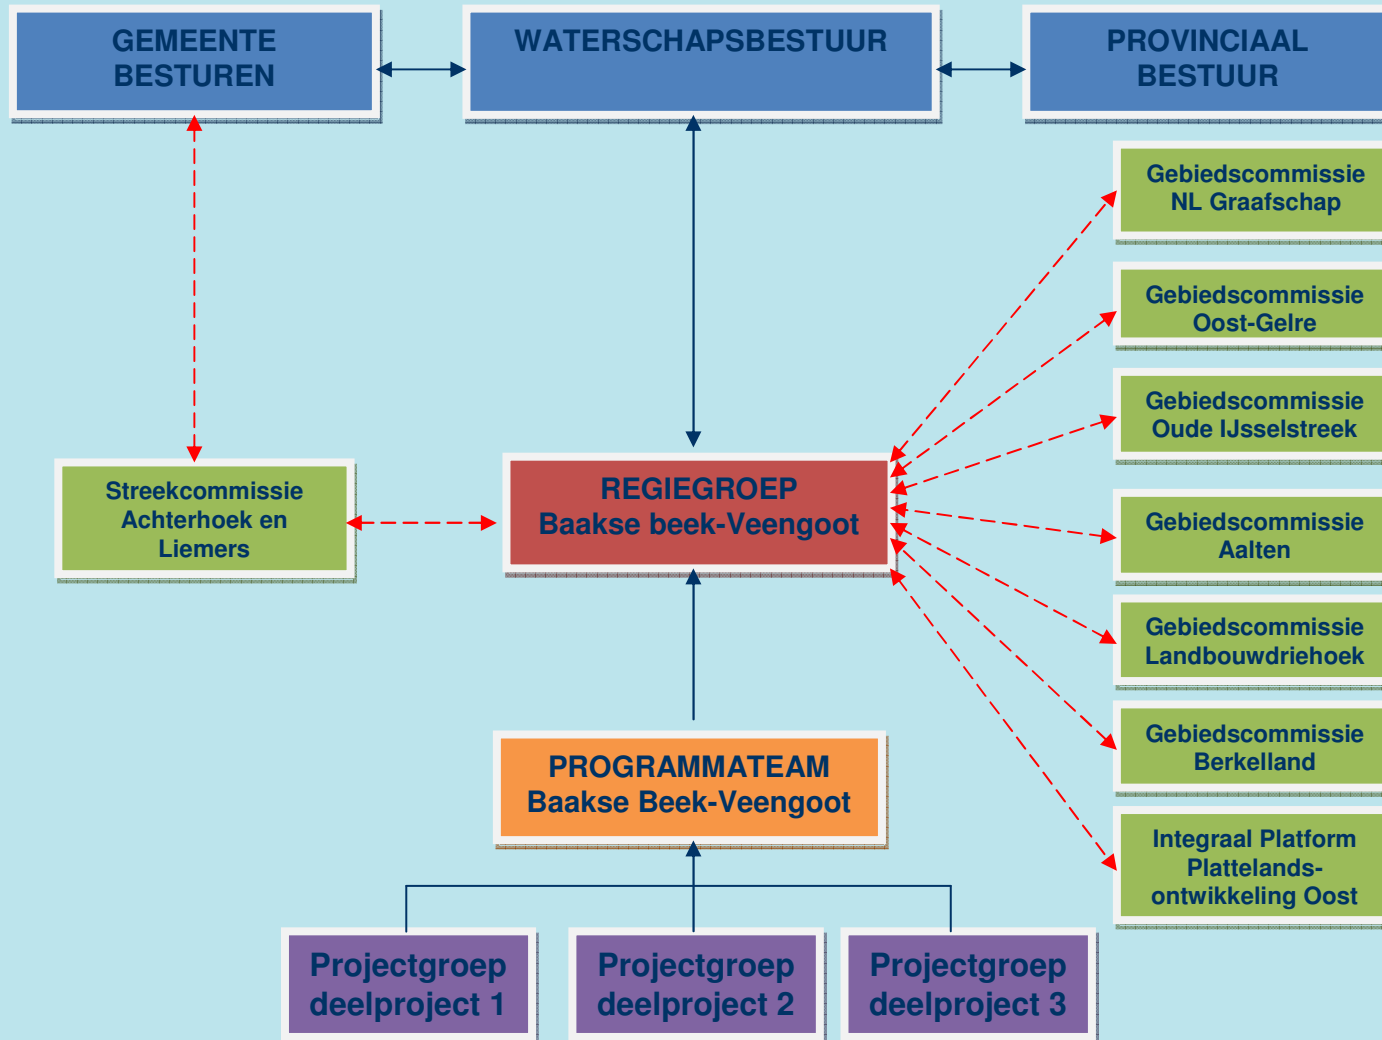 GEMEENTE
BESTUREN
WATERSCHAPSBESTUUR
PROVINCIAAL
BESTUUR
Gebiedscommissie
NL Graafschap
Gebiedscommissie
Oost-Gelre
Gebiedscommissie
Oude IJsselstreek
Streekcommissie
Achterhoek en
Liemers
REGIEGROEP
Baakse beek-Veengoot
Gebiedscommissie
Aalten
Gebiedscommissie
Landbouwdriehoek
Gebiedscommissie
Berkelland
PROGRAMMATEAM
Baakse Beek-Veengoot
Integraal Platform
Plattelands-
ontwikkeling Oost
Projectgroep
deelproject 1
Projectgroep
deelproject 2
Projectgroep
deelproject 3